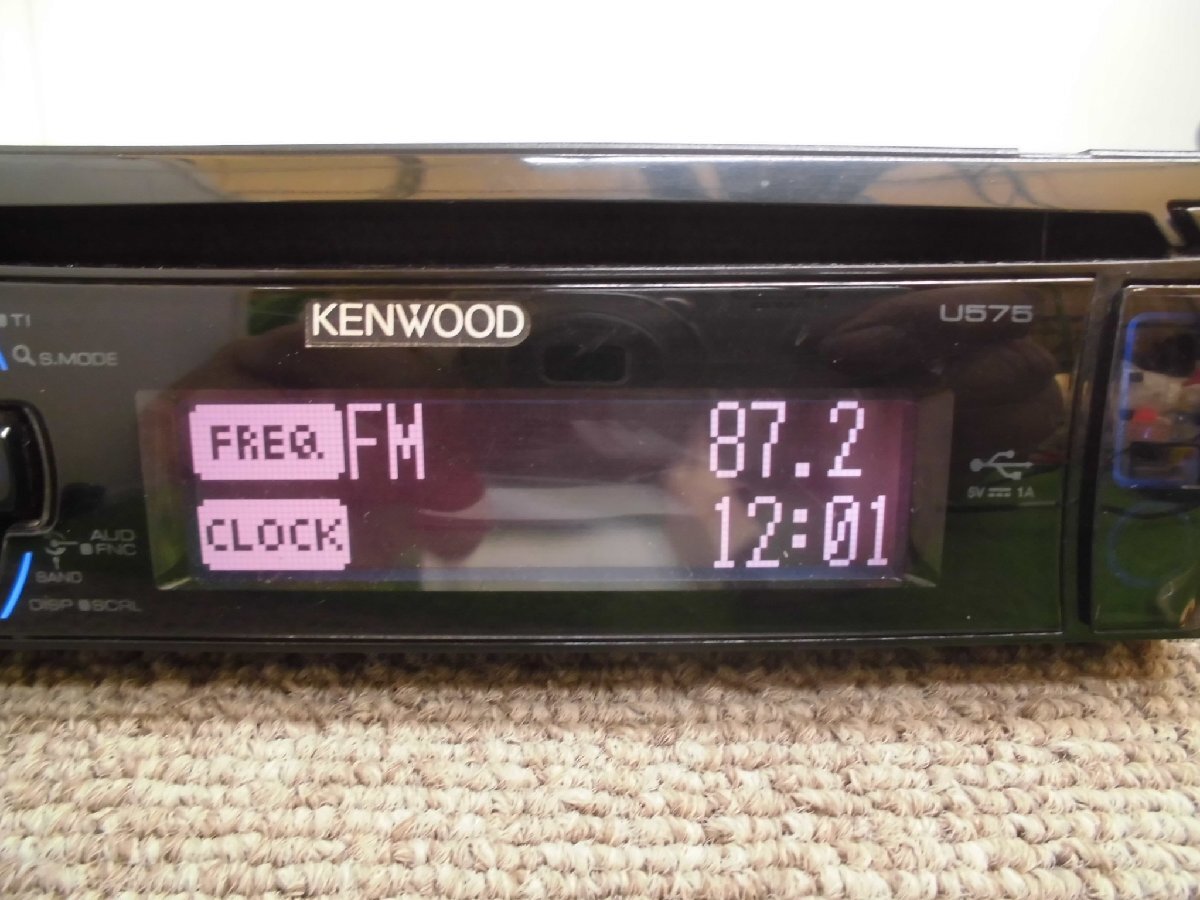 TI
S.MODE
KENWOOD
U575
FREQ. FM 87.2
CLOCK 12:01
5V 1A
AUD
FNC
BAND
DISP SCRL